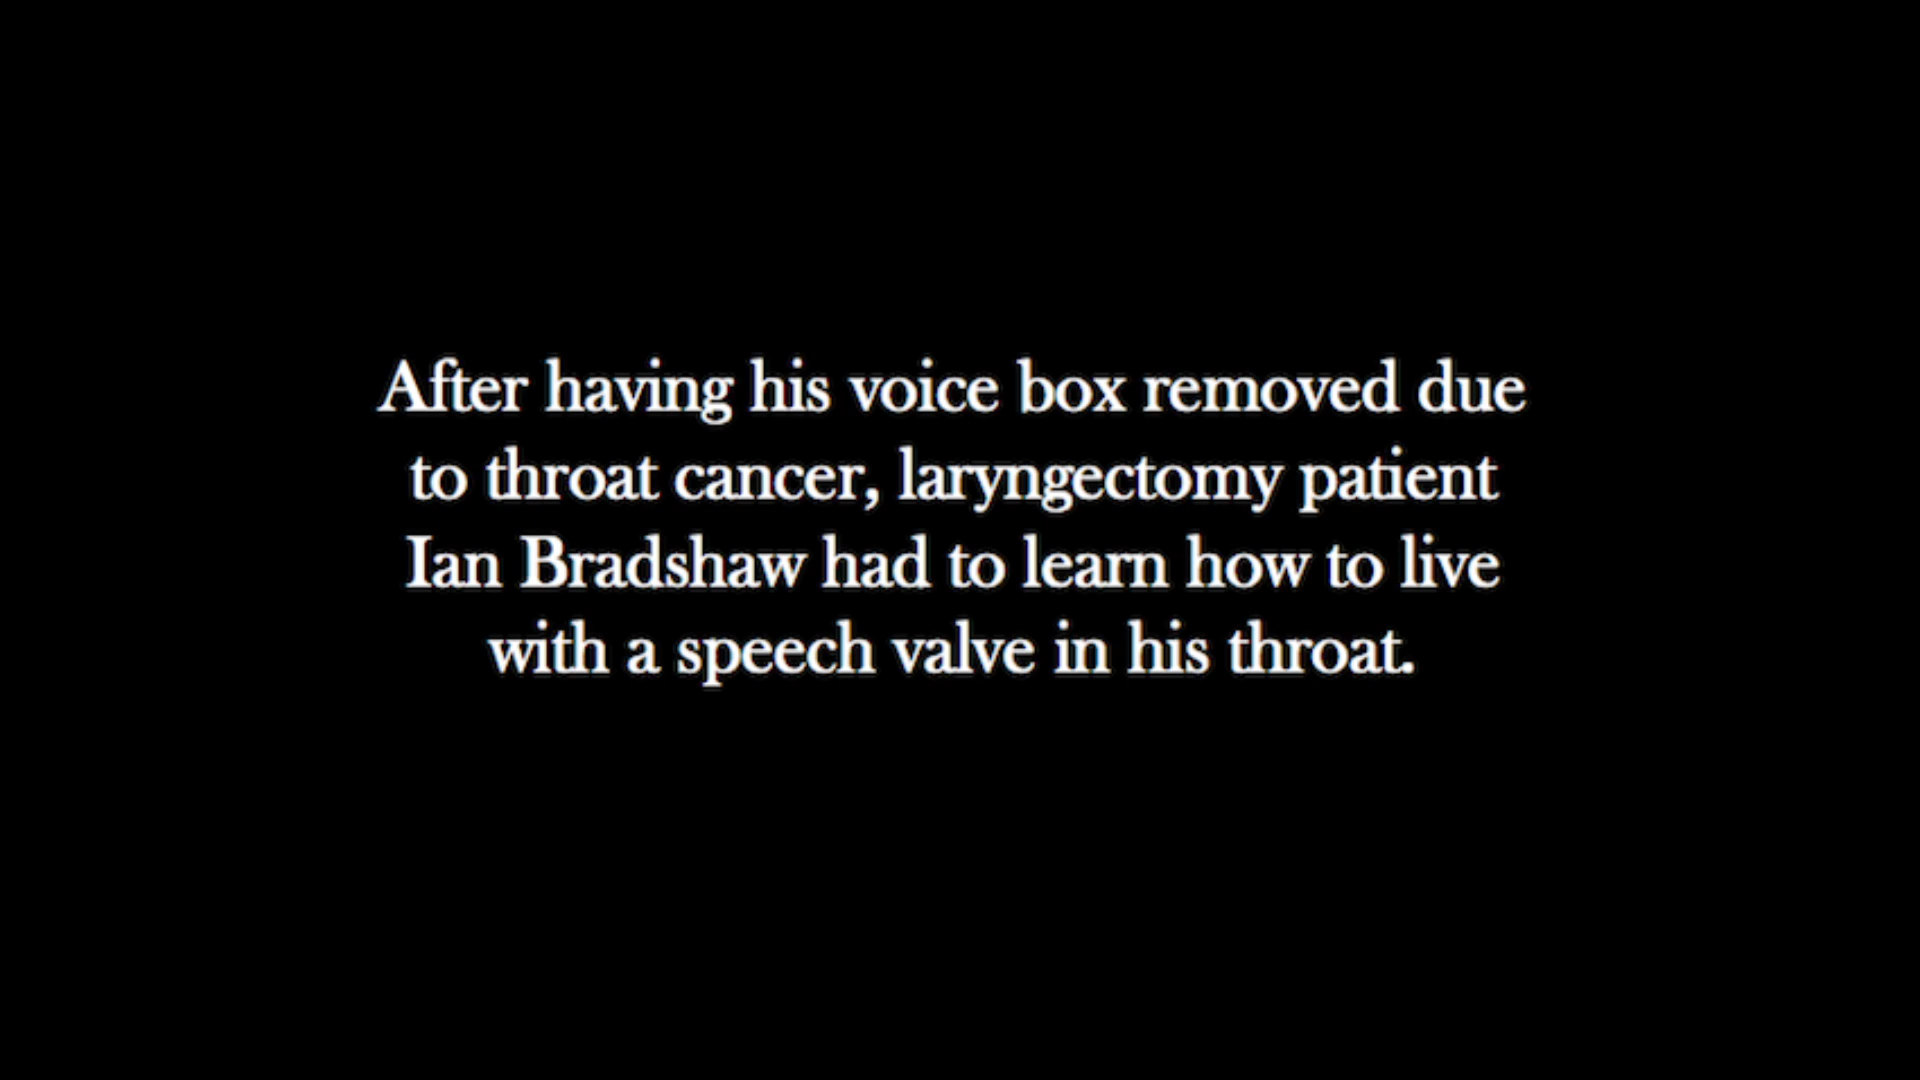 After having his voice box removed due
to throat cancer, laryngectomy patient
Ian Bradshaw had to learn how to live
with a speech valve in his throat.